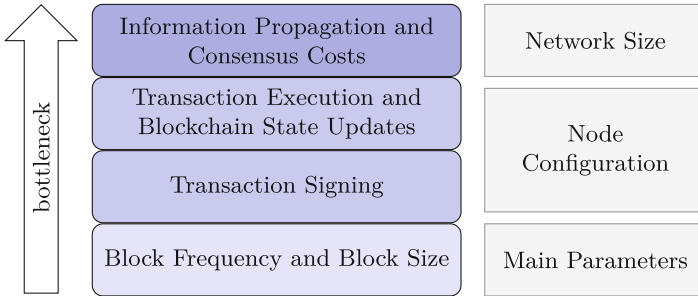 bottleneck
Information Propagation and
Consensus Costs
Network Size
Transaction Execution and
Blockchain State Updates
Transaction Signing
Node
Configuration
Block Frequency and Block Size
Main Parameters